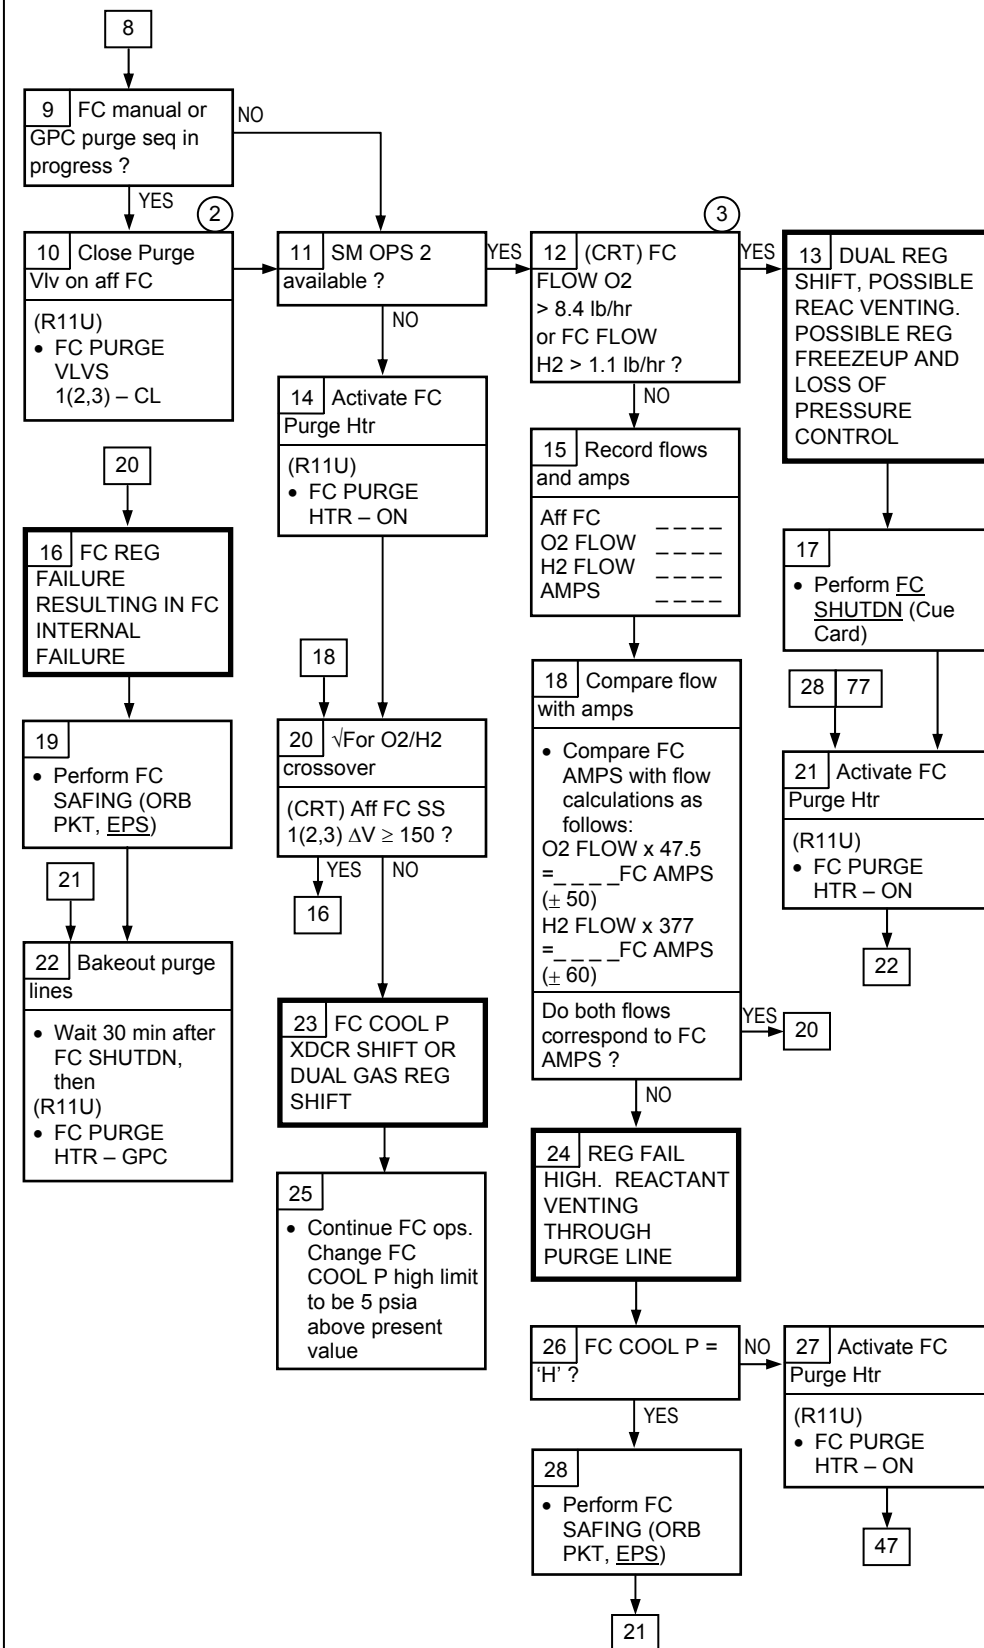 8
9 FC manual or
GPC purge seq in
progress ?
NO
YES
2
10 Close Purge
Vlv on aff FC
(R11U)
• FC PURGE
VLVS
1(2,3) – CL
11 SM OPS 2
available ?
YES
NO
3
12 (CRT) FC
FLOW O2
> 8.4 lb/hr
or FC FLOW
H2 > 1.1 lb/hr ?
YES
NO
13 DUAL REG
SHIFT, POSSIBLE
REAC VENTING.
POSSIBLE REG
FREEZEUP AND
LOSS OF
PRESSURE
CONTROL
14 Activate FC
Purge Htr
(R11U)
• FC PURGE
HTR – ON
15 Record flows
and amps
Aff FC _ _ _ _
O2 FLOW _ _ _ _
H2 FLOW _ _ _ _
AMPS _ _ _ _
20
16 FC REG
FAILURE
RESULTING IN FC
INTERNAL
FAILURE
17
• Perform FC
SHUTDN (Cue
Card)
18
18 Compare flow
with amps
• Compare FC
AMPS with flow
calculations as
follows:
O2 FLOW x 47.5
=_ _ _ _FC AMPS
(± 50)
H2 FLOW x 377
=_ _ _ _FC AMPS
(± 60)
Do both flows
correspond to FC
AMPS ?
YES
20
NO
19
• Perform FC
SAFING (ORB
PKT, EPS)
20 √For O2/H2
crossover
(CRT) Aff FC SS
1(2,3) ΔV ≥ 150 ?
YES
NO
16
28 77
21 Activate FC
Purge Htr
(R11U)
• FC PURGE
HTR – ON
22
21
22 Bakeout purge
lines
• Wait 30 min after
FC SHUTDN,
then
(R11U)
• FC PURGE
HTR – GPC
23 FC COOL P
XDCR SHIFT OR
DUAL GAS REG
SHIFT
24 REG FAIL
HIGH. REACTANT
VENTING
THROUGH
PURGE LINE
25
• Continue FC ops.
Change FC
COOL P high limit
to be 5 psia
above present
value
26 FC COOL P =
‘H’ ?
NO
YES
27 Activate FC
Purge Htr
(R11U)
• FC PURGE
HTR – ON
47
28
• Perform FC
SAFING (ORB
PKT, EPS)
21